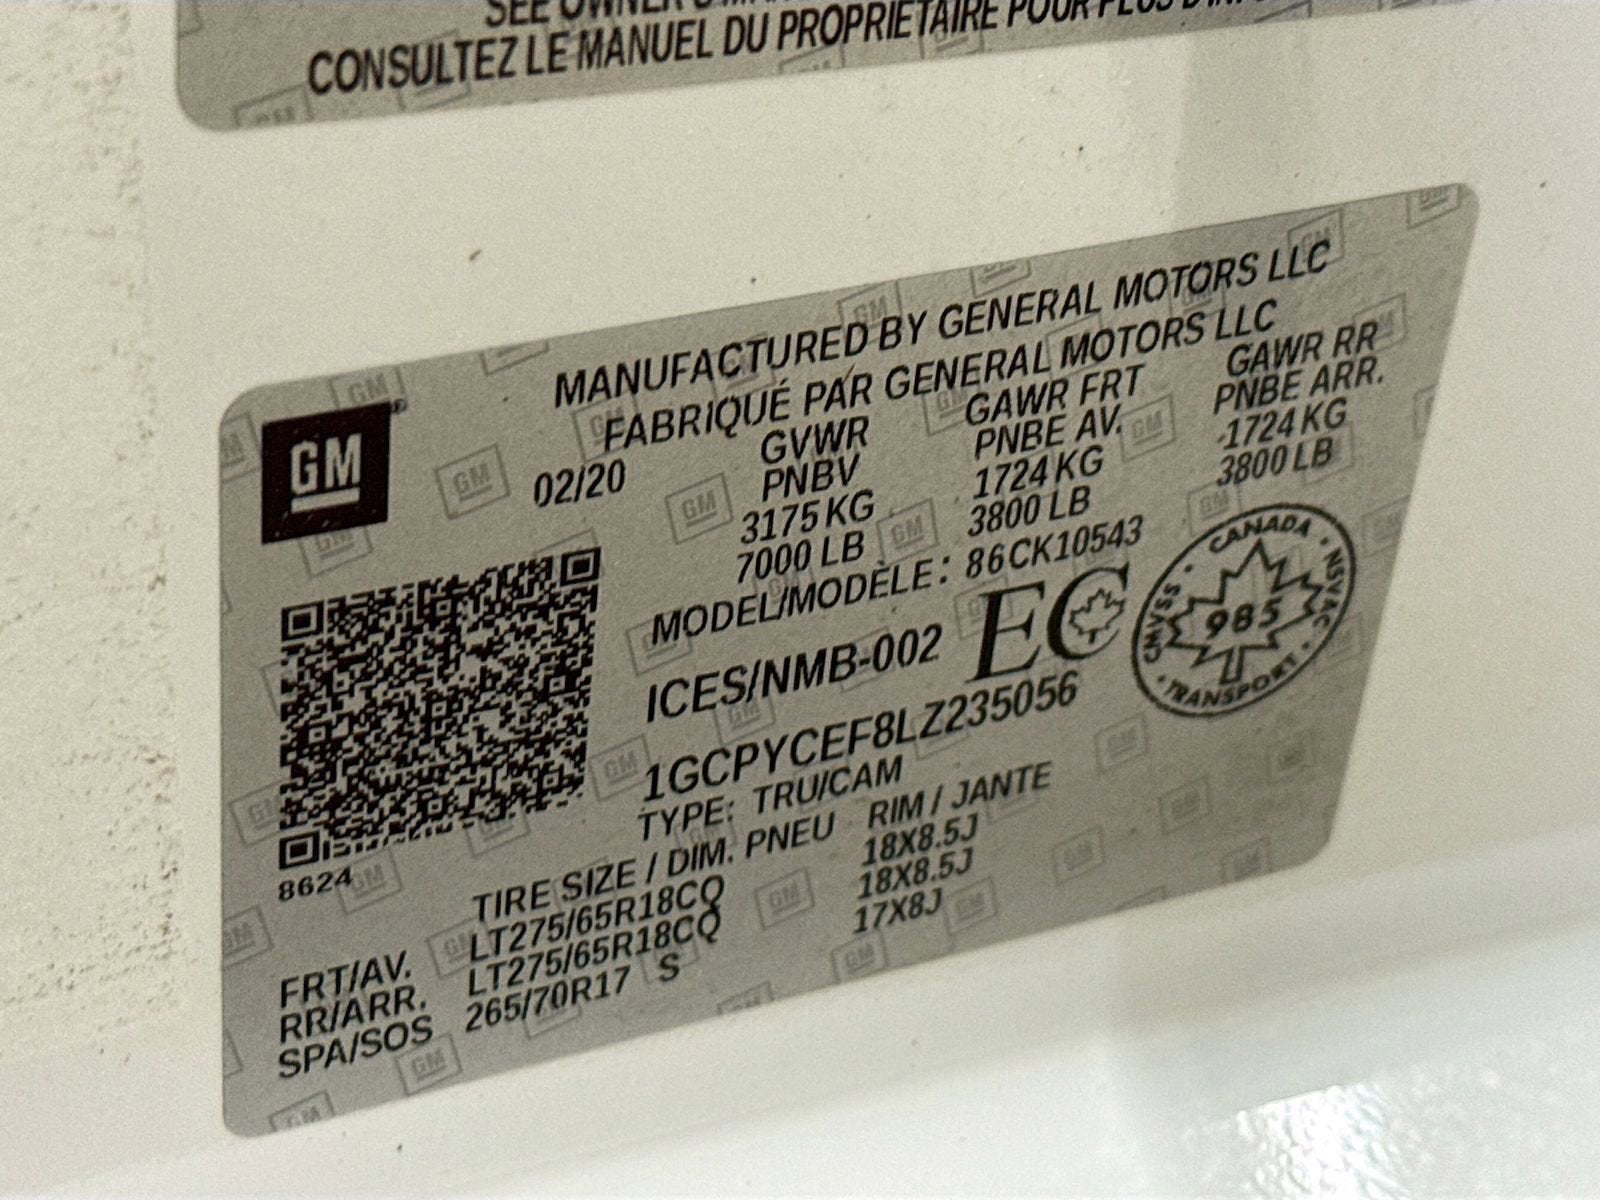 SEE OWNER'S
CONSULTEZ LE MANUEL DU PROPRIÉTAIRE POUR PLUS
GM
MANUFACTURED BY GENERAL MOTORS LLC
FABRIQUÉ PAR GENERAL MOTORS LLC
02/20
GVWR GAWR FRT GAWR RR
PNBV PNBE AV. PNBE ARR.
3175 KG 1724 KG 1724 KG
7000 LB 3800 LB 3800 LB
MODEL/MODÈLE: 86CK10543
ICES/NMB-002 EC
CANADA · NSVAC · TRANSPORT · CMVSS ·
985
1GCPYCEF8LZ235056
TYPE: TRU/CAM
8624
TIRE SIZE / DIM. PNEU RIM / JANTE
FRT/AV. LT275/65R18CQ 18X8.5J
RR/ARR. LT275/65R18CQ 18X8.5J
SPA/SOS 265/70R17 S 17X8J